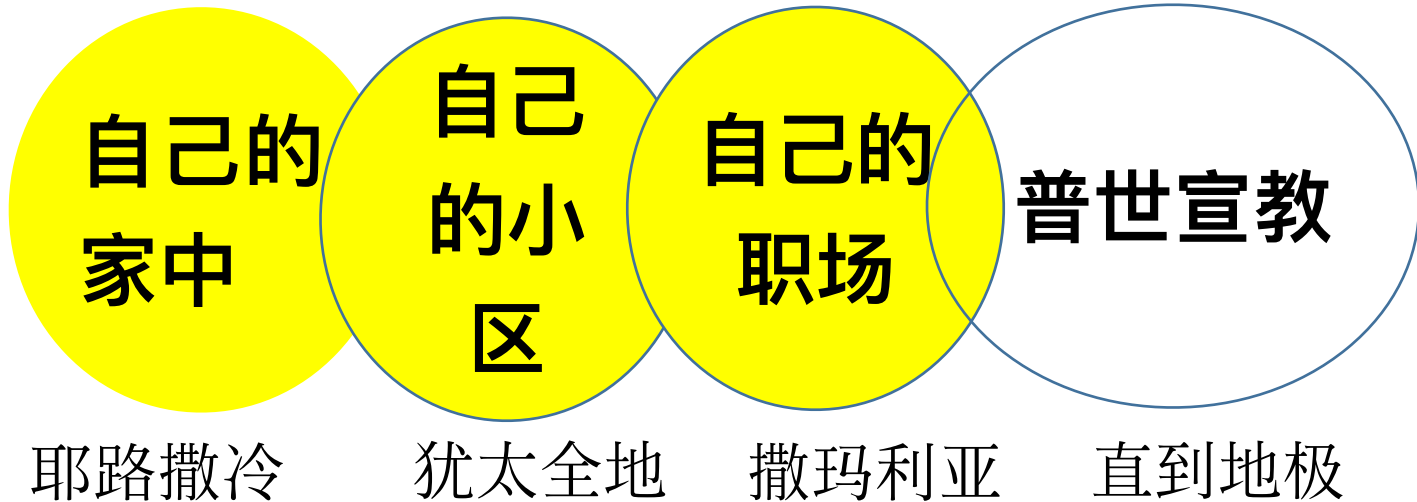 自己的
家中
自己
的小
区
自己的
职场
普世宣教
耶路撒冷
犹太全地
撒玛利亚
直到地极